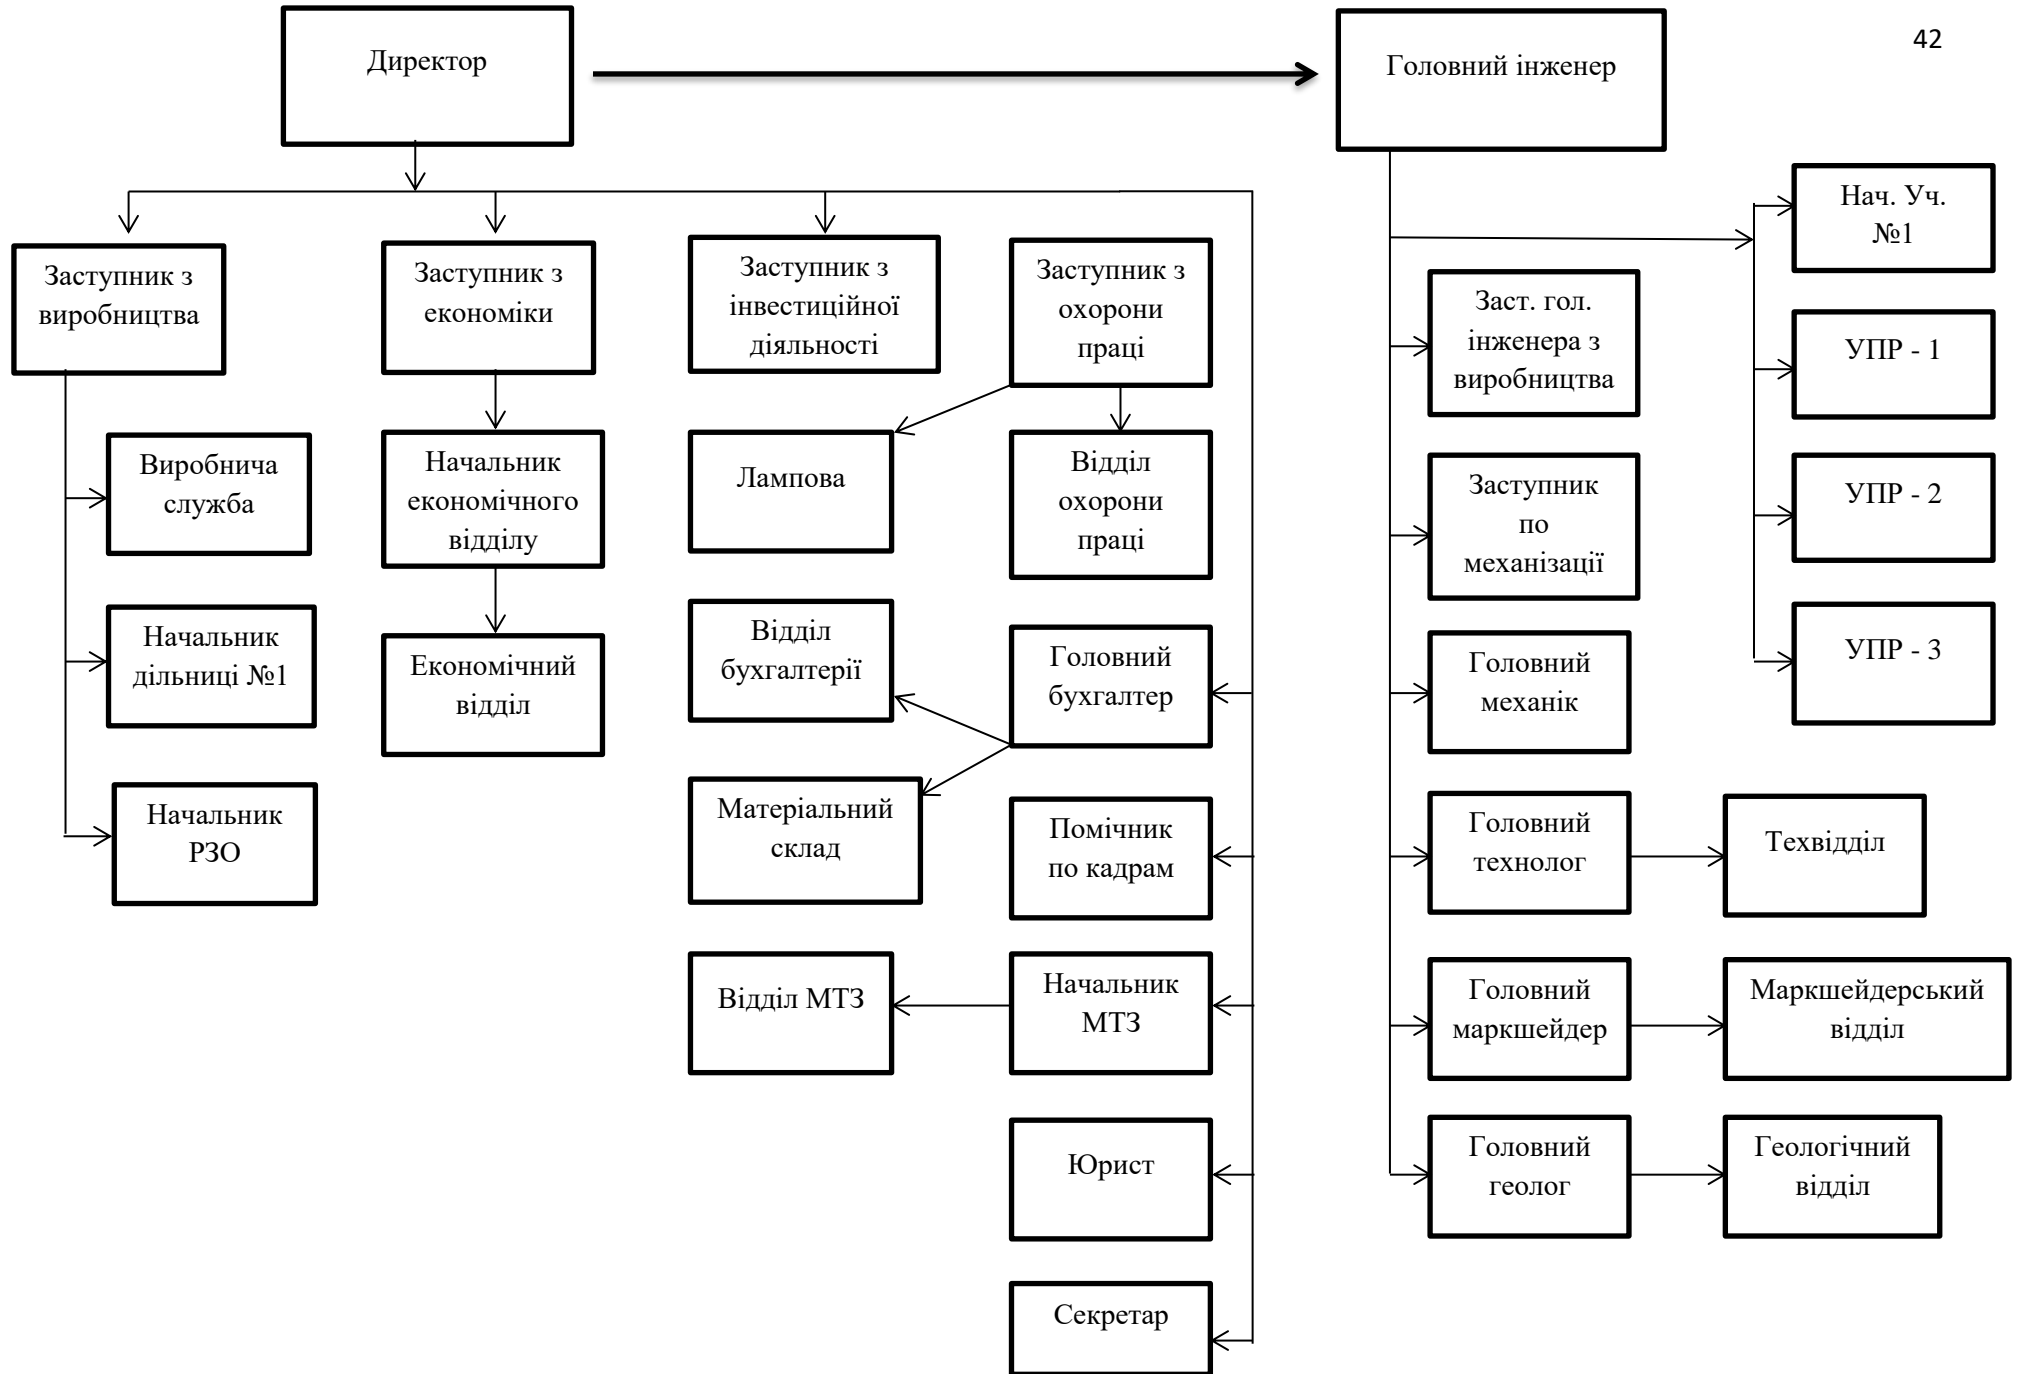 42
Директор
Головний інженер
Заступник з
виробництва
Заступник з
економіки
Заступник з
інвестиційної
діяльності
Заступник з
охорони
праці
Нач. Уч.
№1
Заст. гол.
інженера з
виробництва
УПР - 1
Виробнича
служба
Начальник
економічного
відділу
Лампова
Відділ
охорони
праці
Заступник
по
механізації
УПР - 2
Начальник
дільниці №1
Економічний
відділ
Відділ
бухгалтерії
Головний
бухгалтер
Головний
механік
УПР - 3
Начальник
РЗО
Матеріальний
склад
Помічник
по кадрам
Головний
технолог
Техвідділ
Відділ МТЗ
Начальник
МТЗ
Головний
маркшейдер
Маркшейдерський
відділ
Юрист
Головний
геолог
Геологічний
відділ
Секретар